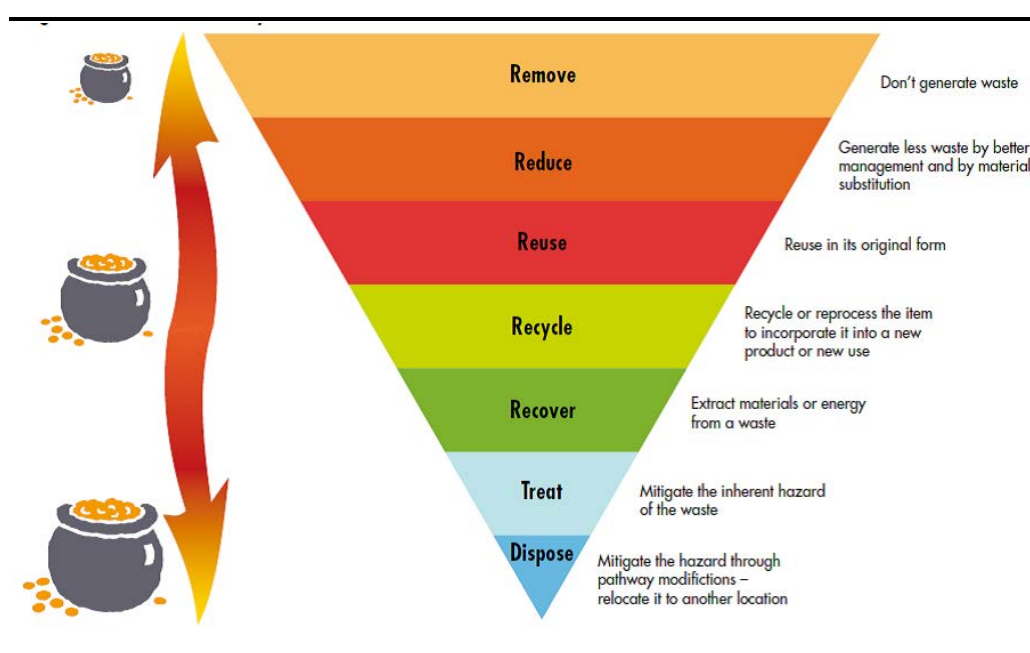 Remove
Don't generate waste
Reduce
Generate less waste by better
management and by material
substitution
Reuse
Reuse in its original form
Recycle
Recycle or reprocess the item
to incorporate it into a new
product or new use
Recover
Extract materials or energy
from a waste
Treat
Mitigate the inherent hazard
of the waste
Dispose
Mitigate the hazard through
pathway modifictions –
relocate it to another location